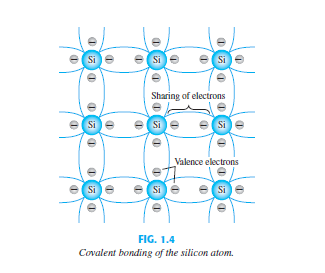 Si Si Si
Sharing of electrons
Si Si Si
Valence electrons
Si Si Si
FIG. 1.4
Covalent bonding of the silicon atom.